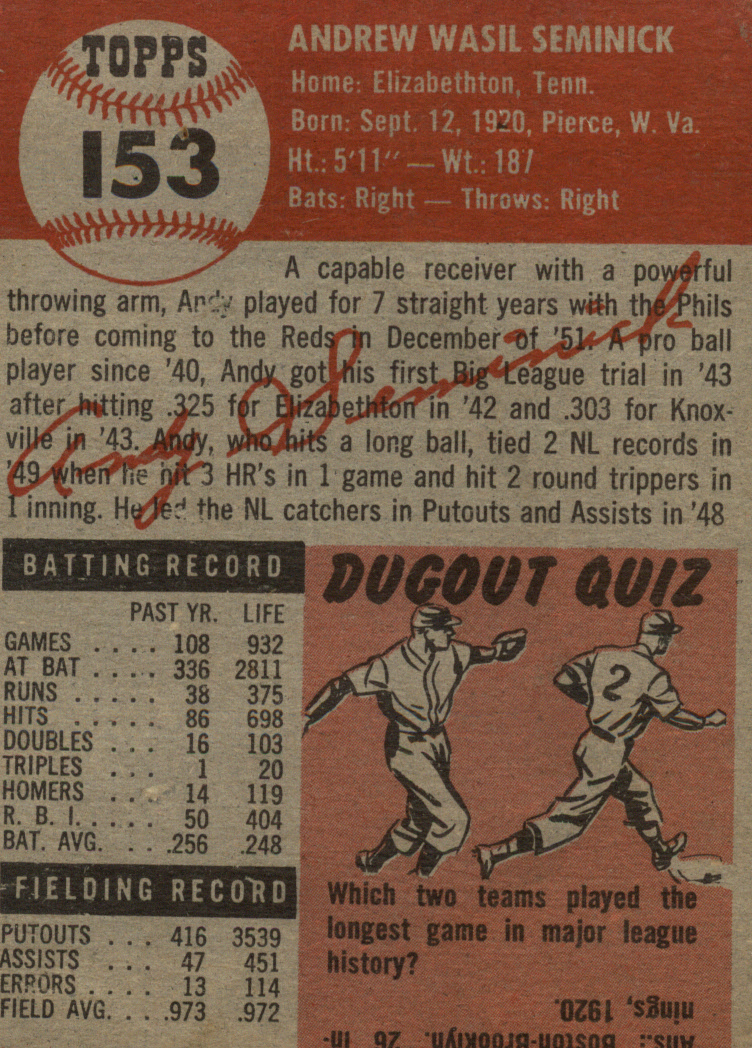 TOPPS
153
ANDREW WASIL SEMINICK
Home: Elizabethton, Tenn.
Born: Sept. 12, 1920, Pierce, W. Va.
Ht.: 5'11" — Wt.: 187
Bats: Right — Throws: Right
A capable receiver with a powerful
throwing arm, Andy played for 7 straight years with the Phils
before coming to the Reds in December of '51. A pro ball
player since '40, Andy got his first Big League trial in '43
after hitting .325 for Elizabethton in '42 and .303 for Knox-
ville in '43. Andy, who hits a long ball, tied 2 NL records in
'49 when he hit 3 HR's in 1 game and hit 2 round trippers in
1 inning. He led the NL catchers in Putouts and Assists in '48
Andy Seminick
BATTING RECORD
PAST YR. LIFE
GAMES .... 108 932
AT BAT .... 336 2811
RUNS ..... 38 375
HITS ..... 86 698
DOUBLES ... 16 103
TRIPLES ... 1 20
HOMERS ... 14 119
R. B. I. .... 50 404
BAT. AVG. .. .256 .248
FIELDING RECORD
PUTOUTS ... 416 3539
ASSISTS ... 47 451
ERRORS .... 13 114
FIELD AVG. .. .973 .972
DUGOUT QUIZ
2
Which two teams played the
longest game in major league
history?
Ans.: Boston-Brooklyn. 26 in-
nings, 1920.